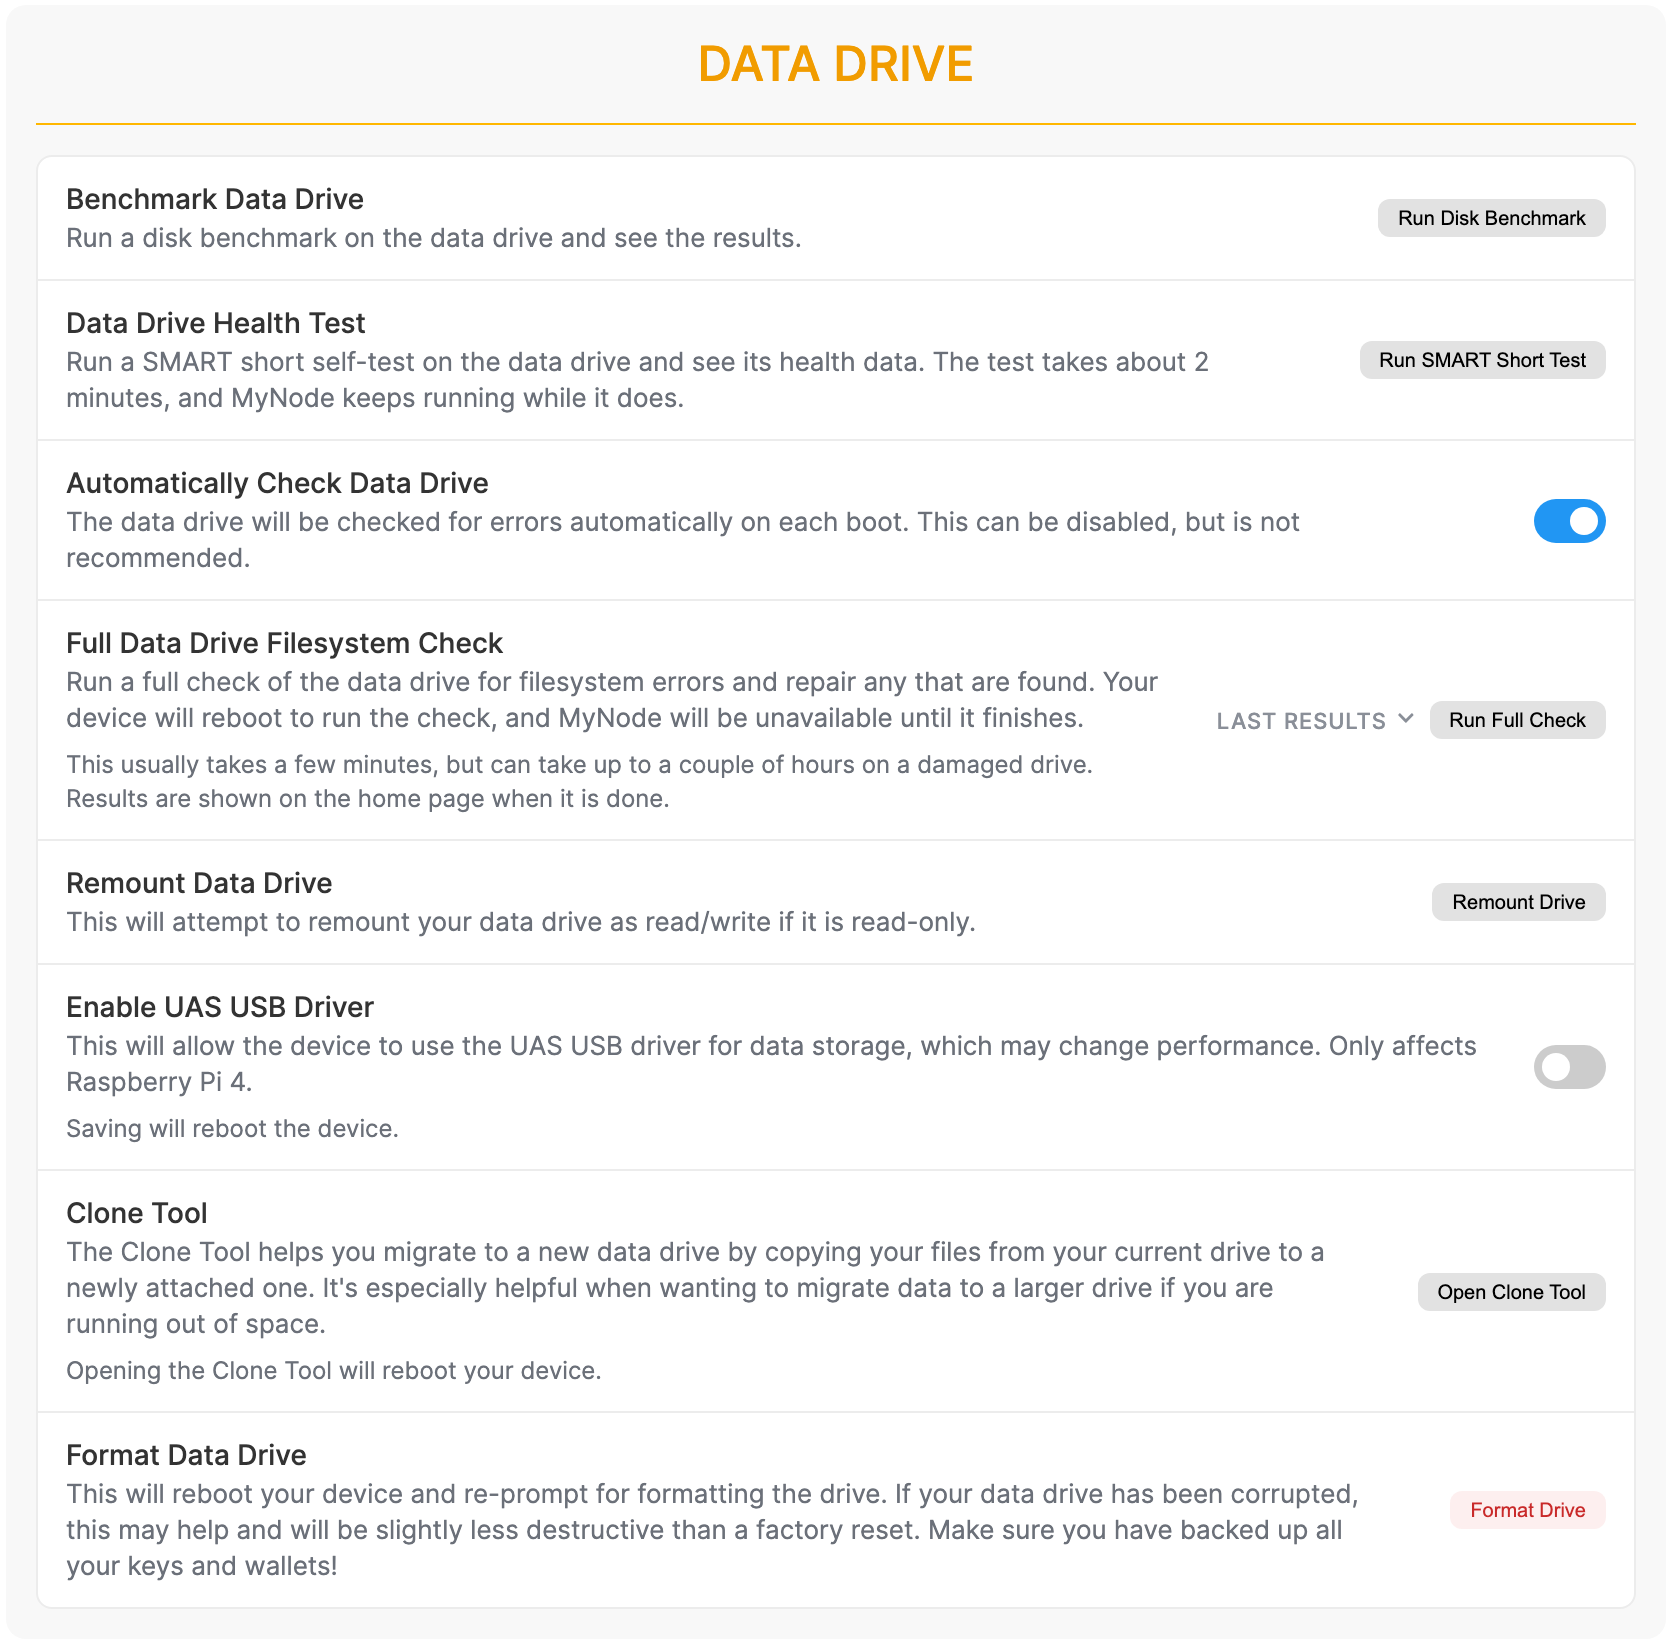 DATA DRIVE
Benchmark Data Drive
Run a disk benchmark on the data drive and see the results.
Run Disk Benchmark
Data Drive Health Test
Run a SMART short self-test on the data drive and see its health data. The test takes about 2
minutes, and MyNode keeps running while it does.
Run SMART Short Test
Automatically Check Data Drive
The data drive will be checked for errors automatically on each boot. This can be disabled, but is not
recommended.
Full Data Drive Filesystem Check
Run a full check of the data drive for filesystem errors and repair any that are found. Your
device will reboot to run the check, and MyNode will be unavailable until it finishes.
This usually takes a few minutes, but can take up to a couple of hours on a damaged drive.
Results are shown on the home page when it is done.
LAST RESULTS
Run Full Check
Remount Data Drive
This will attempt to remount your data drive as read/write if it is read-only.
Remount Drive
Enable UAS USB Driver
This will allow the device to use the UAS USB driver for data storage, which may change performance. Only affects
Raspberry Pi 4.
Saving will reboot the device.
Clone Tool
The Clone Tool helps you migrate to a new data drive by copying your files from your current drive to a
newly attached one. It's especially helpful when wanting to migrate data to a larger drive if you are
running out of space.
Opening the Clone Tool will reboot your device.
Open Clone Tool
Format Data Drive
This will reboot your device and re-prompt for formatting the drive. If your data drive has been corrupted,
this may help and will be slightly less destructive than a factory reset. Make sure you have backed up all
your keys and wallets!
Format Drive